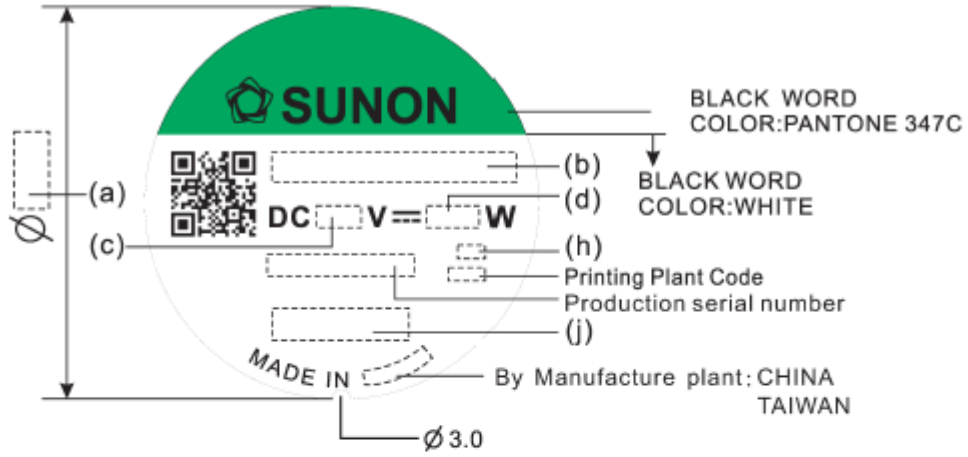 SUNON
BLACK WORD
COLOR:PANTONE 347C
(b)
BLACK WORD
COLOR:WHITE
(a)
Ø
DC V⎓ W
(d)
(c)
(h)
Printing Plant Code
Production serial number
(j)
MADE IN
By Manufacture plant: CHINA
TAIWAN
Ø3.0